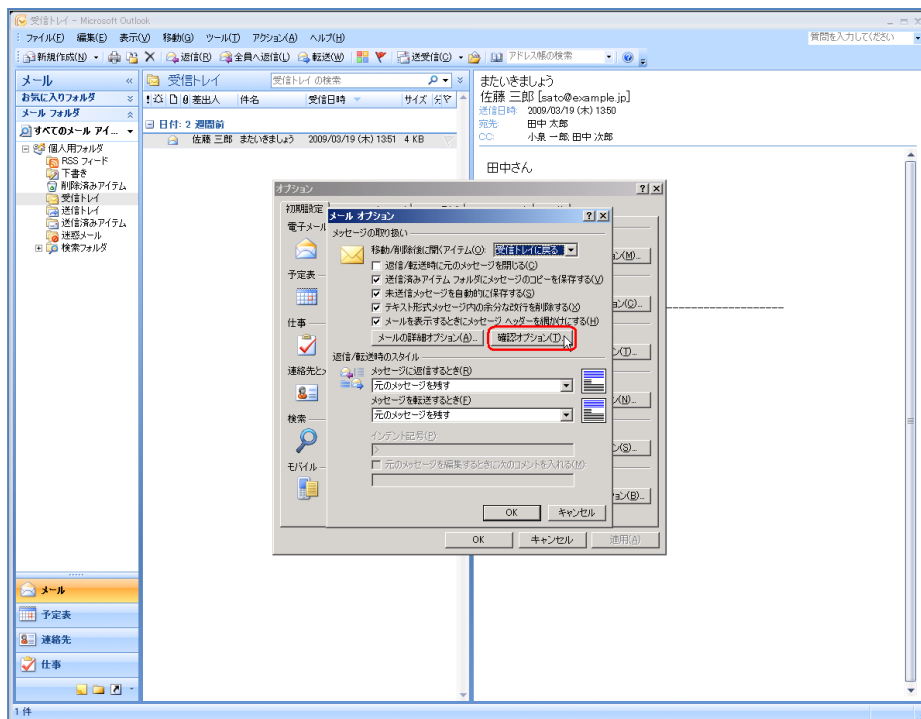 受信トレイ - Microsoft Outlook
ファイル(F) 編集(E) 表示(V) 移動(G) ツール(T) アクション(A) ヘルプ(H)
質問を入力してください
新規作成(N) 返信(R) 全員へ返信(L) 転送(W) 送受信(C) アドレス帳の検索
メール
お気に入りフォルダ
メール フォルダ
すべてのメール アイ...
個人用フォルダ
RSS フィード
下書き
削除済みアイテム
受信トレイ
送信トレイ
送信済みアイテム
迷惑メール
検索フォルダ
メール
予定表
連絡先
仕事
1 件
受信トレイ 受信トレイ の検索
差出人 件名 受信日時 サイズ
日付: 2 週間前
佐藤 三郎 またいきましょう 2009/03/19 (木) 13:51 4 KB
またいきましょう
佐藤 三郎 [sato@example.jp]
送信日時: 2009/03/19 (木) 13:50
宛先: 田中 太郎
CC: 小泉 一郎; 田中 次郎
田中さん
オプション
初期設定
電子メール
予定表
仕事
連絡先と
検索
モバイル
ン(M)...
ョン(C)...
ン(T)...
ン(N)...
ン(S)...
ョン(B)...
OK キャンセル 適用(A)
メール オプション
メッセージの取り扱い
移動/削除後に開くアイテム(O): 受信トレイに戻る
返信/転送時に元のメッセージを閉じる(C)
送信済みアイテム フォルダにメッセージのコピーを保存する(V)
未送信メッセージを自動的に保存する(S)
テキスト形式メッセージ内の余分な改行を削除する(X)
メールを表示するときにメッセージ ヘッダーを網かけにする(H)
メールの詳細オプション(A)... 確認オプション(T)...
返信/転送時のスタイル
メッセージに返信するとき(R)
元のメッセージを残す
メッセージを転送するとき(F)
元のメッセージを残す
インデント記号(P)
>
元のメッセージを編集するときに次のコメントを入れる(M):
OK キャンセル